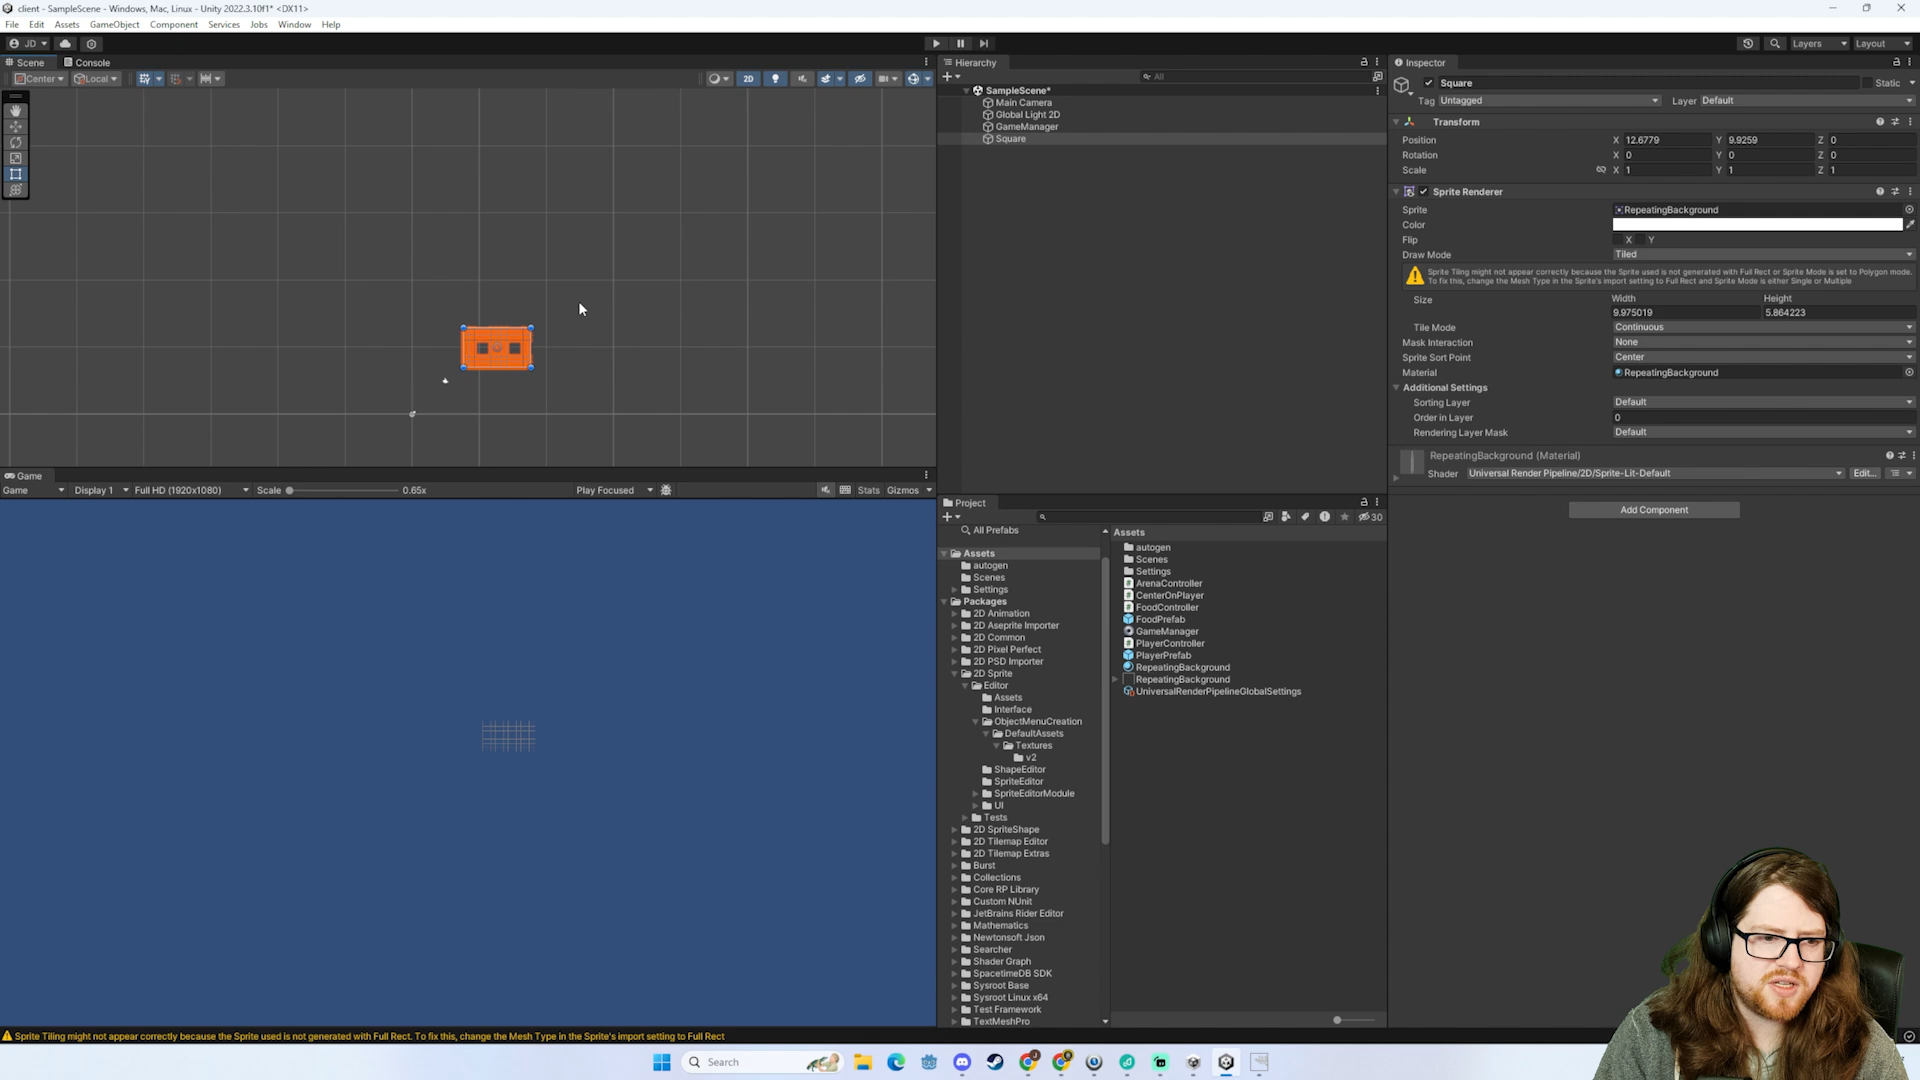 client - SampleScene - Windows, Mac, Linux - Unity 2022.3.10f1* <DX11>
File Edit Assets GameObject Component Services Jobs Window Help
JD Layers Layout
Scene Console
Center Local 2D
Hierarchy
All
SampleScene*
Main Camera
Global Light 2D
GameManager
Square
Inspector
Square Static
Tag Untagged Layer Default
Transform
Position X 12.6779 Y 9.9259 Z 0
Rotation X 0 Y 0 Z 0
Scale X 1 Y 1 Z 1
Sprite Renderer
Sprite RepeatingBackground
Color
Flip X Y
Draw Mode Tiled
Sprite Tiling might not appear correctly because the Sprite used is not generated with Full Rect or Sprite Mode is set to Polygon mode.
To fix this, change the Mesh Type in the Sprite's import setting to Full Rect and Sprite Mode is either Single or Multiple
Size Width Height
9.975019 5.864223
Tile Mode Continuous
Mask Interaction None
Sprite Sort Point Center
Material RepeatingBackground
Additional Settings
Sorting Layer Default
Order in Layer 0
Rendering Layer Mask Default
RepeatingBackground (Material)
Shader Universal Render Pipeline/2D/Sprite-Lit-Default Edit...
Add Component
Game
Game Display 1 Full HD (1920x1080) Scale 0.65x Play Focused Stats Gizmos
Project
30
All Prefabs
Assets
autogen
Scenes
Settings
Packages
2D Animation
2D Aseprite Importer
2D Common
2D Pixel Perfect
2D PSD Importer
2D Sprite
Editor
Assets
Interface
ObjectMenuCreation
DefaultAssets
Textures
v2
ShapeEditor
SpriteEditor
SpriteEditorModule
UI
Tests
2D SpriteShape
2D Tilemap Editor
2D Tilemap Extras
Burst
Collections
Core RP Library
Custom NUnit
JetBrains Rider Editor
Mathematics
Newtonsoft Json
Searcher
Shader Graph
SpacetimeDB SDK
Sysroot Base
Sysroot Linux x64
Test Framework
TextMeshPro
Assets
autogen
Scenes
Settings
ArenaController
CenterOnPlayer
FoodController
FoodPrefab
GameManager
PlayerController
PlayerPrefab
RepeatingBackground
RepeatingBackground
UniversalRenderPipelineGlobalSettings
Sprite Tiling might not appear correctly because the Sprite used is not generated with Full Rect. To fix this, change the Mesh Type in the Sprite's import setting to Full Rect
Search